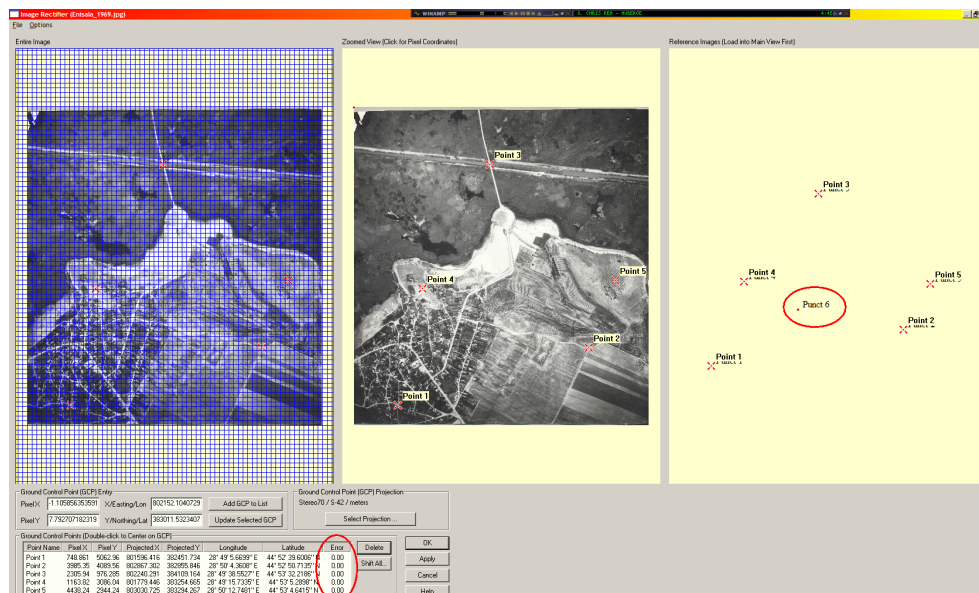 Image Rectifier (Enisala_1969.jpg)
WINAMP
File Options
Entire Image
Zoomed View (Click for Pixel Coordinates)
Reference Images (Load into Main View First)
Point 3
Point 4
Point 5
Point 2
Point 1
Point 3
Point 4
Point 5
Punct 6
Point 2
Point 1
Ground Control Point (GCP) Entry
Pixel X -1.105856353591 X/Easting/Lon 802152.1040729 Add GCP to List
Pixel Y 7.792707182319 Y/Northing/Lat 383011.5323407 Update Selected GCP
Ground Control Point (GCP) Projection
Stereo70 / S-42 / meters
Select Projection ...
Ground Control Points (Double-click to Center on GCP)
Point Name Pixel X Pixel Y Projected X Projected Y Longitude Latitude Error
Point 1 748.861 5062.96 801596.416 382451.734 28° 49' 5.6699" E 44° 52' 39.6006" N 0.00
Point 2 3985.35 4089.56 802867.302 382855.846 28° 50' 4.3608" E 44° 52' 50.7135" N 0.00
Point 3 2305.94 976.285 802240.291 384109.164 28° 49' 38.5527" E 44° 53' 32.2186" N 0.00
Point 4 1163.82 3086.04 801779.446 383254.665 28° 49' 15.7335" E 44° 53' 5.2898" N 0.00
Point 5 4438.24 2944.24 803030.725 383294.267 28° 50' 12.7481" E 44° 53' 4.6415" N 0.00
Delete
Shift All...
OK
Apply
Cancel
Help